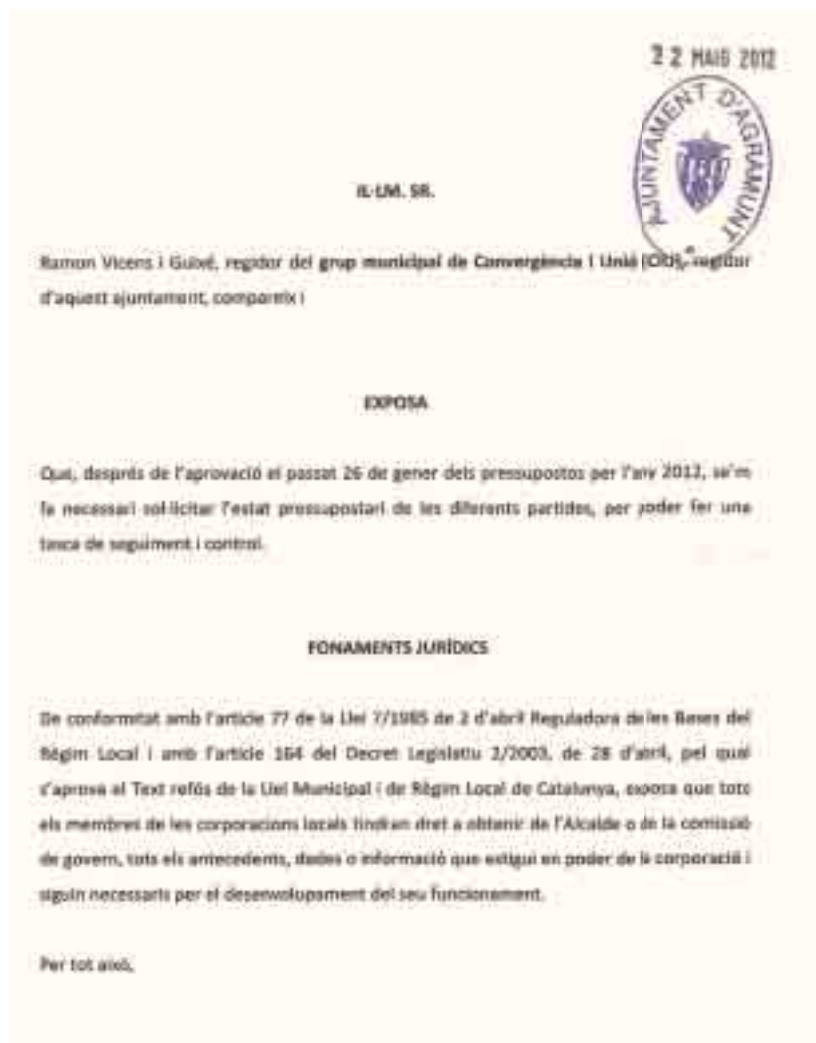 22 MAIG 2012
AJUNTAMENT D'AGRAMUNT
IL·LM. SR.
Ramon Vicens i Guixé, regidor del grup municipal de Convergència i Unió (CIU), regidor
d'aquest ajuntament, compareix i
EXPOSA
Que, després de l'aprovació el passat 26 de gener dels pressupostos per l'any 2012, se'm
fa necessari sol·licitar l'estat pressupostari de les diferents partides, per poder fer una
tasca de seguiment i control.
FONAMENTS JURÍDICS
De conformitat amb l'article 77 de la Llei 7/1985 de 2 d'abril Reguladora de les Bases del
Règim Local i amb l'article 164 del Decret Legislatiu 2/2003, de 28 d'abril, pel qual
s'aprova el Text refós de la Llei Municipal i de Règim Local de Catalunya, exposa que tots
els membres de les corporacions locals tindran dret a obtenir de l'Alcalde o de la comissió
de govern, tots els antecedents, dades o informació que estigui en poder de la corporació i
siguin necessaris per el desenvolupament del seu funcionament.
Per tot això,